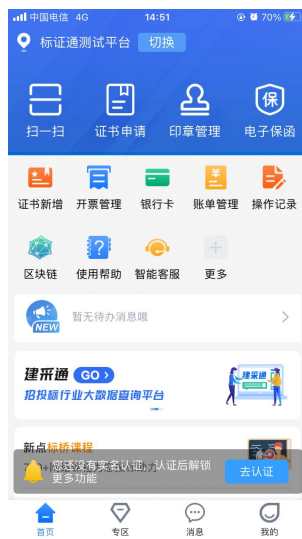 中国电信 4G 14:51 70%
标证通测试平台 切换
扫一扫 证书申请 印章管理 保 电子保函
证书新增 开票管理 银行卡 账单管理 操作记录
区块链 使用帮助 智能客服 更多
NEW 暂无待办消息哦
建采通 GO 建采通
招投标行业大数据查询平台
新点标桥课程
您还没有实名认证，认证后解锁
更多功能
去认证
首页 专区 消息 我的